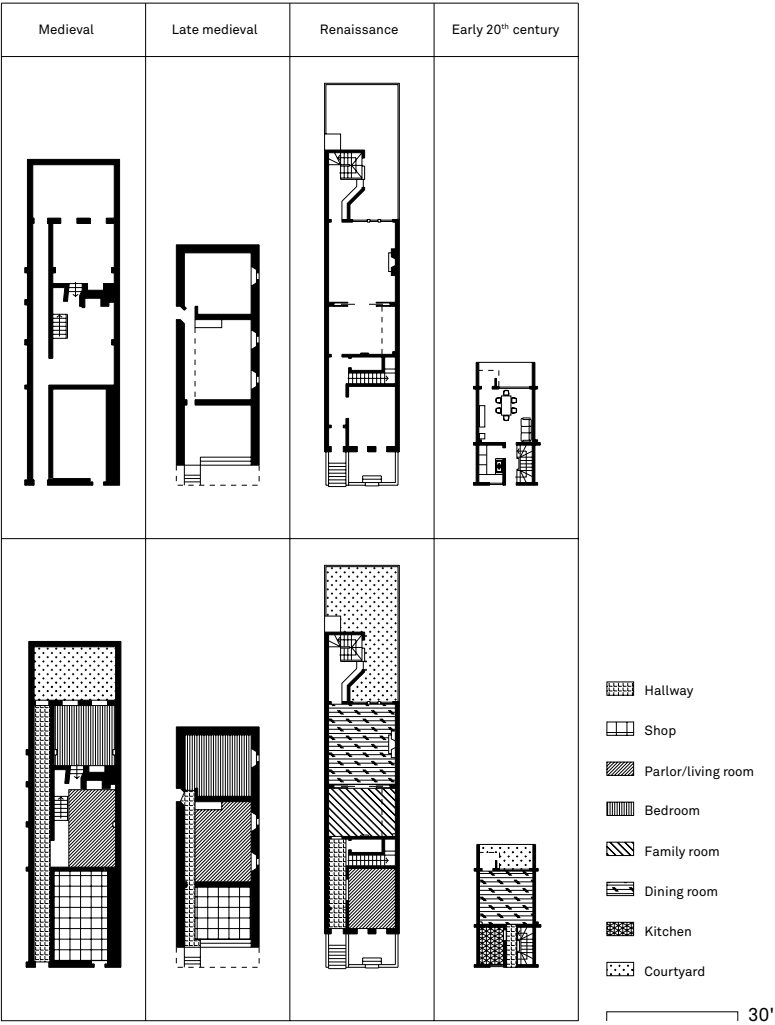 Medieval
Late medieval
Renaissance
Early 20th century
Hallway
Shop
Parlor/living room
Bedroom
Family room
Dining room
Kitchen
Courtyard
30'